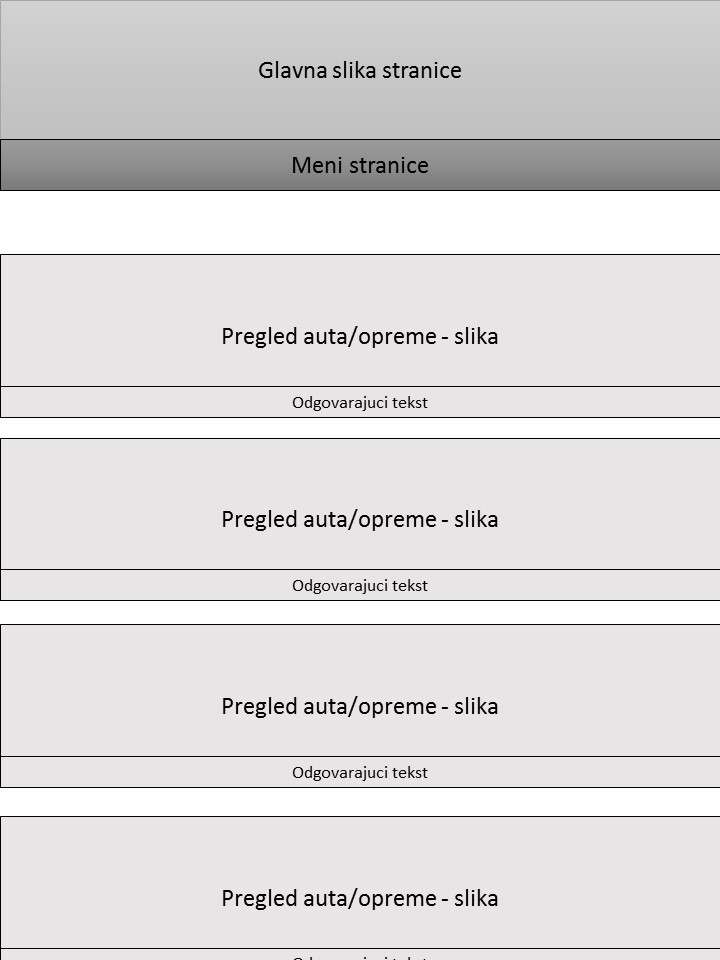 Glavna slika stranice
Meni stranice
Pregled auta/opreme - slika
Odgovarajuci tekst
Pregled auta/opreme - slika
Odgovarajuci tekst
Pregled auta/opreme - slika
Odgovarajuci tekst
Pregled auta/opreme - slika